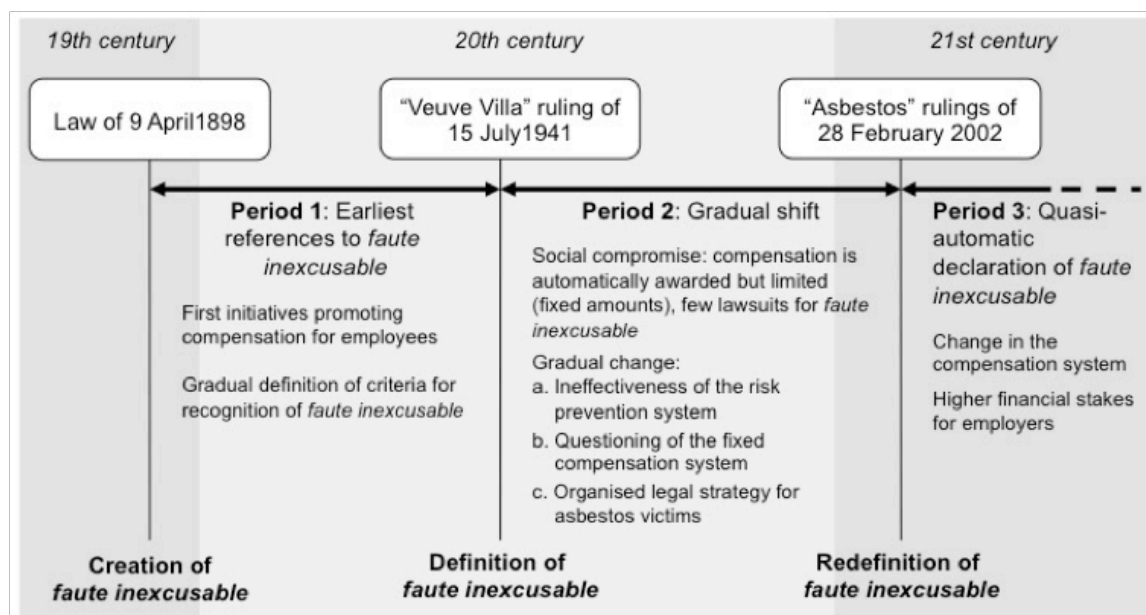 19th century
20th century
21st century
Law of 9 April1898
“Veuve Villa” ruling of
15 July1941
“Asbestos” rulings of
28 February 2002
Period 1: Earliest
references to faute
inexcusable
First initiatives promoting
compensation for employees
Gradual definition of criteria for
recognition of faute inexcusable
Period 2: Gradual shift
Social compromise: compensation is
automatically awarded but limited
(fixed amounts), few lawsuits for faute
inexcusable
Gradual change:
a. Ineffectiveness of the risk
prevention system
b. Questioning of the fixed
compensation system
c. Organised legal strategy for
asbestos victims
Period 3: Quasi-
automatic
declaration of faute
inexcusable
Change in the
compensation system
Higher financial stakes
for employers
Creation of
faute inexcusable
Definition of
faute inexcusable
Redefinition of
faute inexcusable